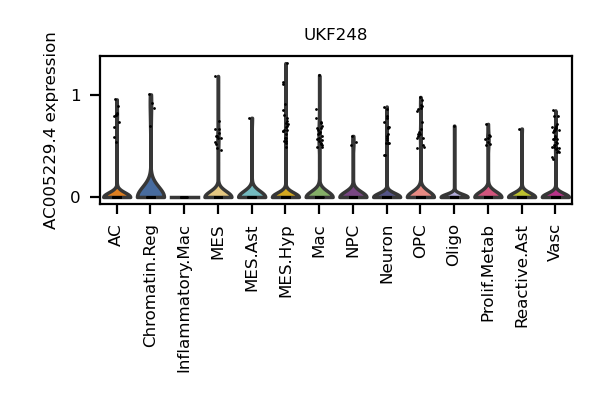 UKF248
AC005229.4 expression
1
0
AC
Chromatin.Reg
Inflammatory.Mac
MES
MES.Ast
MES.Hyp
Mac
NPC
Neuron
OPC
Oligo
Prolif.Metab
Reactive.Ast
Vasc